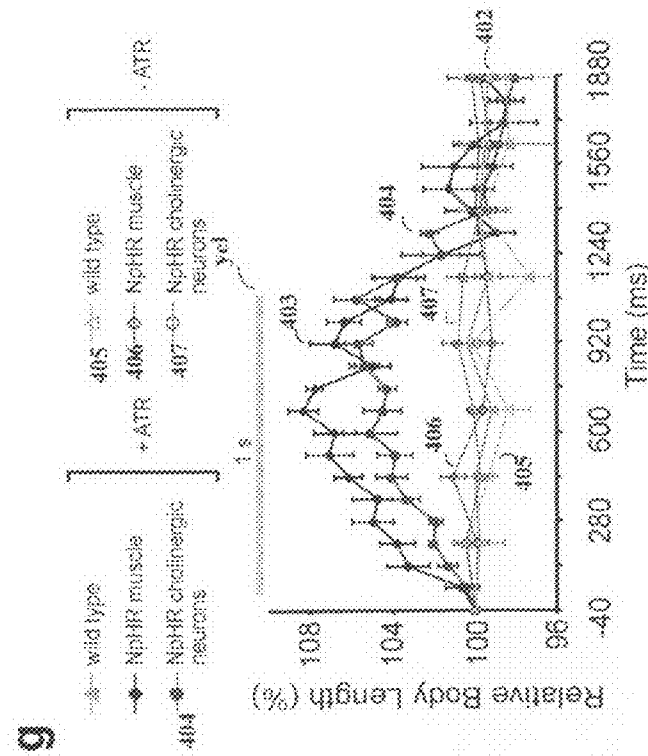 g
wild type
NpHR muscle
404 NpHR cholinergic
neurons
+ ATR
405 wild type
406 NpHR muscle
407 NpHR cholinergic
neurons
- ATR
yel
1 s
403
404
407
406
405
402
108
104
100
96
Relative Body Length (%)
-40 280 600 920 1240 1560 1880
Time (ms)